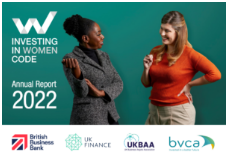 INVESTING
IN WOMEN
CODE
Annual Report
2022
British
Business
Bank
UK
FINANCE
UKBAA
bvca